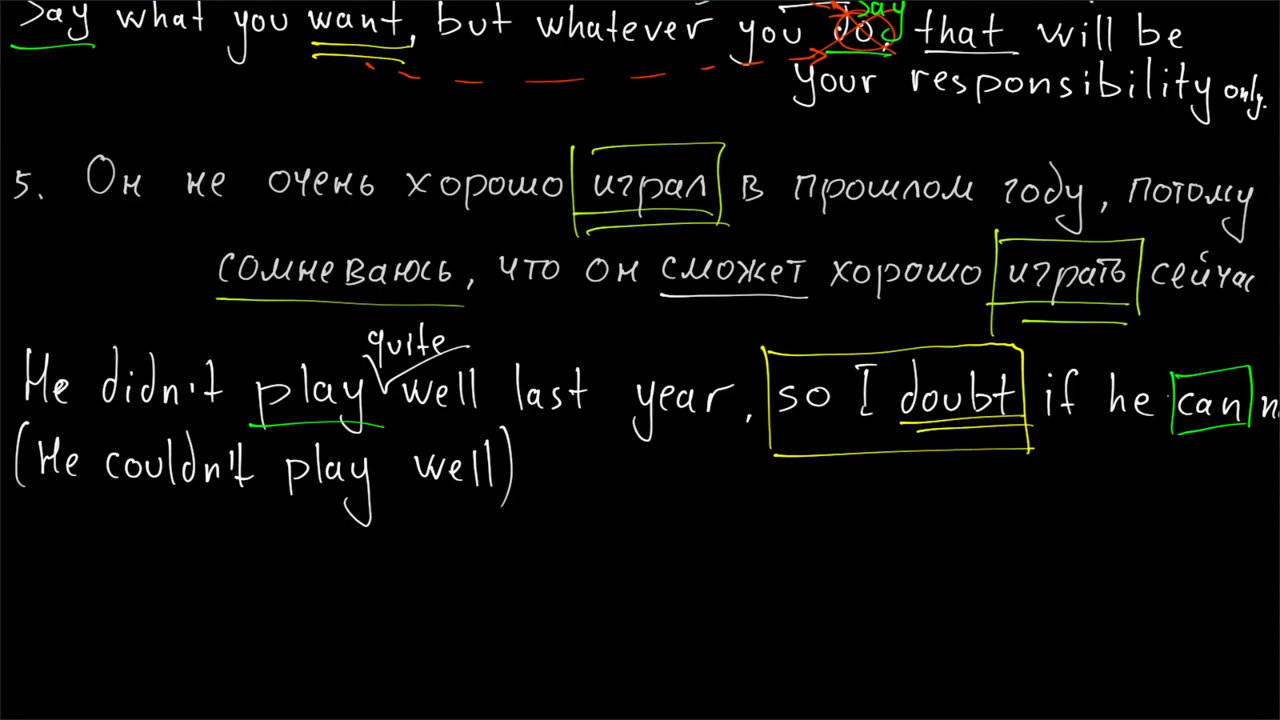 Say what you want, but whatever you do, that will be
say
your responsibility only.
5. Он не очень хорошо играл в прошлом году, потому
сомневаюсь, что он сможет хорошо играть сейчас
quite
He didn't play well last year, so I doubt if he can n
(He couldn't play well)